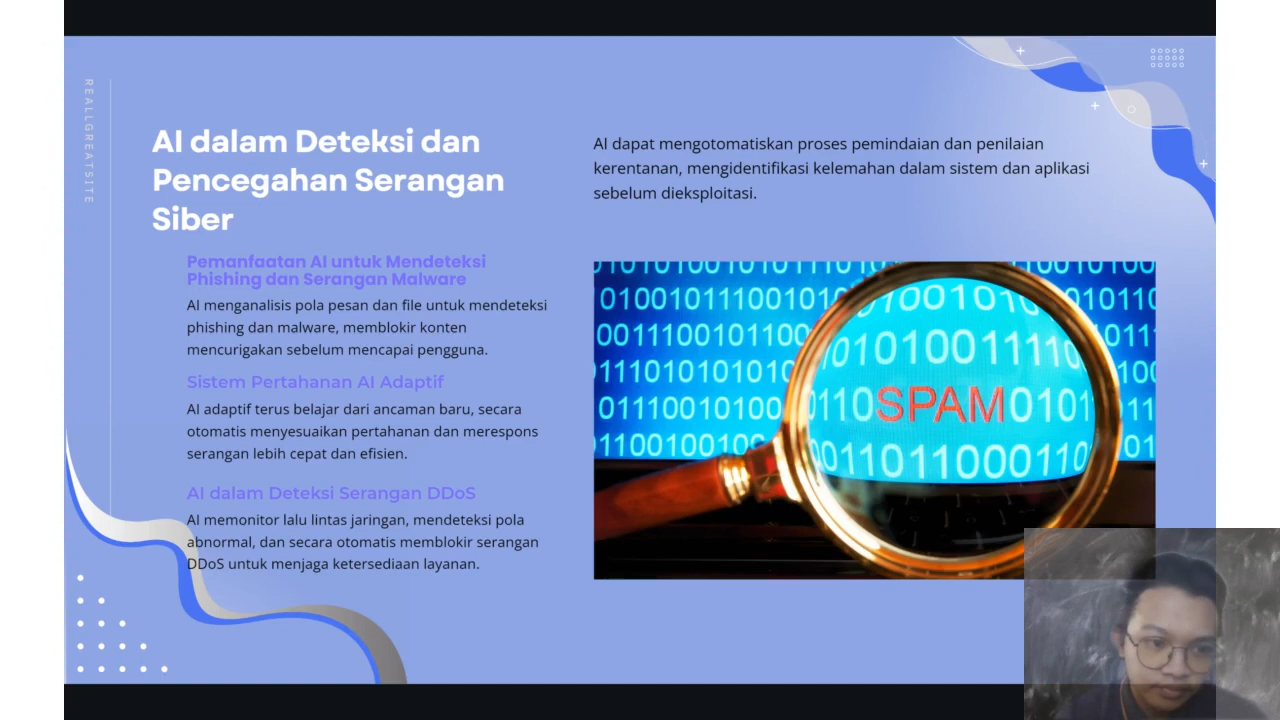 REALLGREATSITE
AI dalam Deteksi dan
Pencegahan Serangan
Siber
Pemanfaatan AI untuk Mendeteksi
Phishing dan Serangan Malware
AI menganalisis pola pesan dan file untuk mendeteksi
phishing dan malware, memblokir konten
mencurigakan sebelum mencapai pengguna.
Sistem Pertahanan AI Adaptif
AI adaptif terus belajar dari ancaman baru, secara
otomatis menyesuaikan pertahanan dan merespons
serangan lebih cepat dan efisien.
AI dalam Deteksi Serangan DDoS
AI memonitor lalu lintas jaringan, mendeteksi pola
abnormal, dan secara otomatis memblokir serangan
DDoS untuk menjaga ketersediaan layanan.
AI dapat mengotomatiskan proses pemindaian dan penilaian
kerentanan, mengidentifikasi kelemahan dalam sistem dan aplikasi
sebelum dieksploitasi.
SPAM